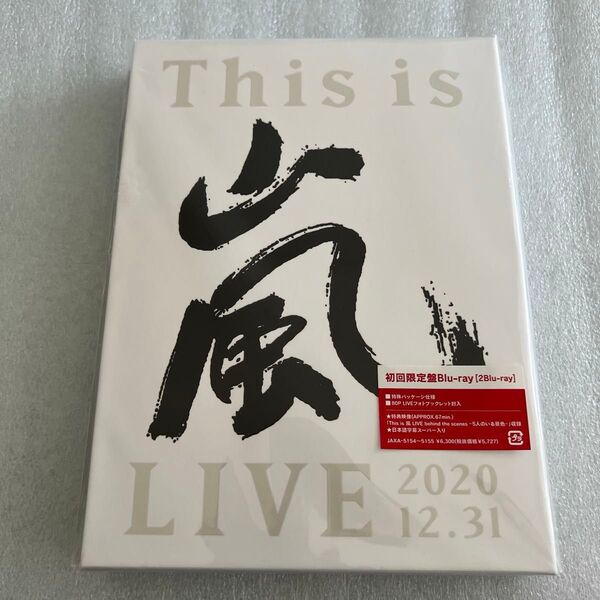 This is
嵐
LIVE 2020
12.31
初回限定盤Blu-ray [2Blu-ray]
■特殊パッケージ仕様
■80P LIVEフォトブックレット封入
★特典映像(APPROX.67min.)
「This is 嵐 LIVE behind the scenes -5人のいる景色-」収録
★日本語字幕スーパー入り
JAXA-5154~5155 ¥6,300(税抜価格¥5,727)